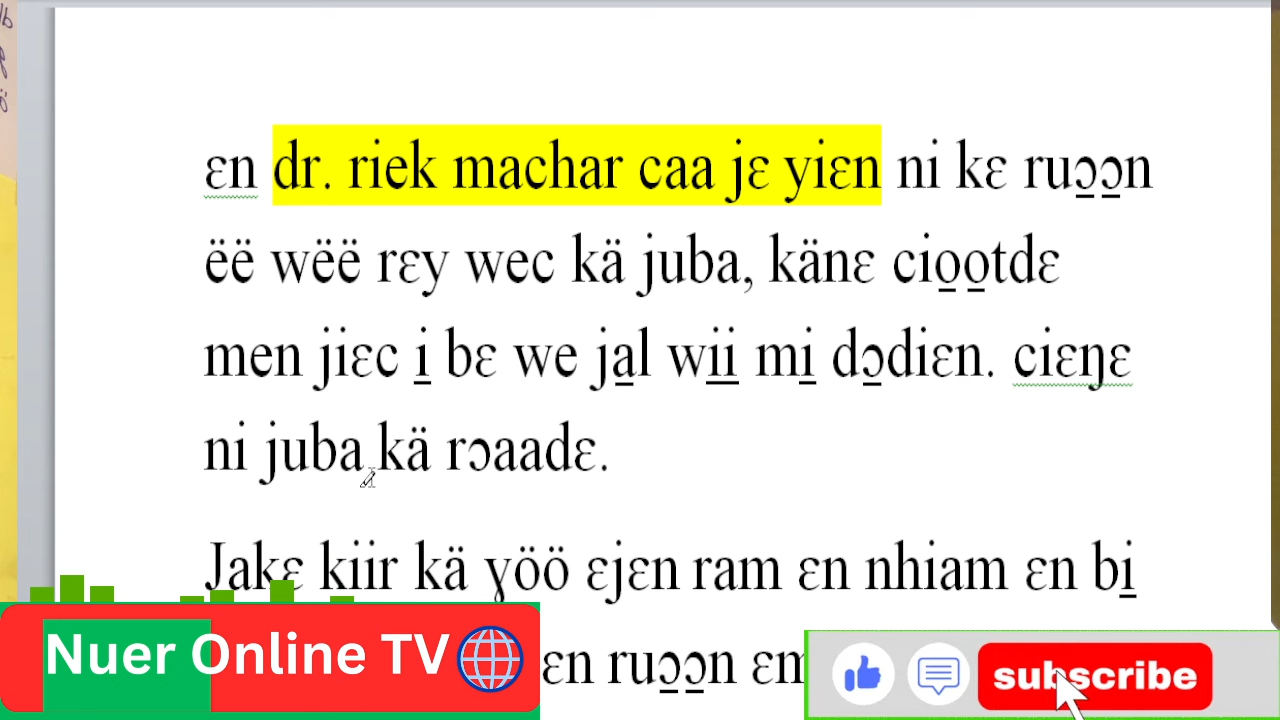 ɛn dr. riek machar caa jɛ yiɛn ni kɛ ruɔ̱ɔ̱n
ëë wëë rɛy wec kä juba, känɛ cio̱o̱tdɛ
men jiɛc i̱ bɛ we ja̱l wi̱i̱ mi̱ dɔ̱diɛn. ciɛŋɛ
ni juba kä rɔaadɛ.
Jakɛ kiir kä ɣöö ɛjɛn ram ɛn nhiam ɛn bi̱
ɛn ruɔ̱ɔ̱n
Nuer Online TV
subscribe